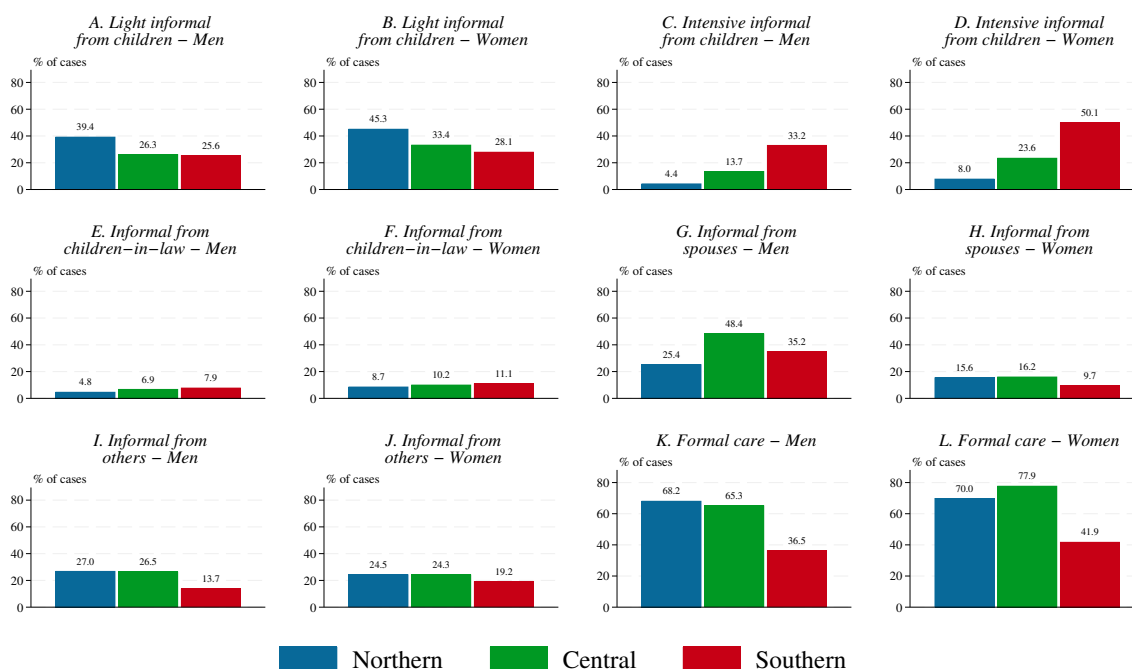 A. Light informal
from children – Men
% of cases
80
60
40
20
0
39.4
26.3
25.6
B. Light informal
from children – Women
% of cases
80
60
40
20
0
45.3
33.4
28.1
C. Intensive informal
from children – Men
% of cases
80
60
40
20
0
4.4
13.7
33.2
D. Intensive informal
from children – Women
% of cases
80
60
40
20
0
8.0
23.6
50.1
E. Informal from
children–in–law – Men
% of cases
80
60
40
20
0
4.8
6.9
7.9
F. Informal from
children–in–law – Women
% of cases
80
60
40
20
0
8.7
10.2
11.1
G. Informal from
spouses – Men
% of cases
80
60
40
20
0
25.4
48.4
35.2
H. Informal from
spouses – Women
% of cases
80
60
40
20
0
15.6
16.2
9.7
I. Informal from
others – Men
% of cases
80
60
40
20
0
27.0
26.5
13.7
J. Informal from
others – Women
% of cases
80
60
40
20
0
24.5
24.3
19.2
K. Formal care – Men
% of cases
80
60
40
20
0
68.2
65.3
36.5
L. Formal care – Women
% of cases
80
60
40
20
0
70.0
77.9
41.9
Northern
Central
Southern